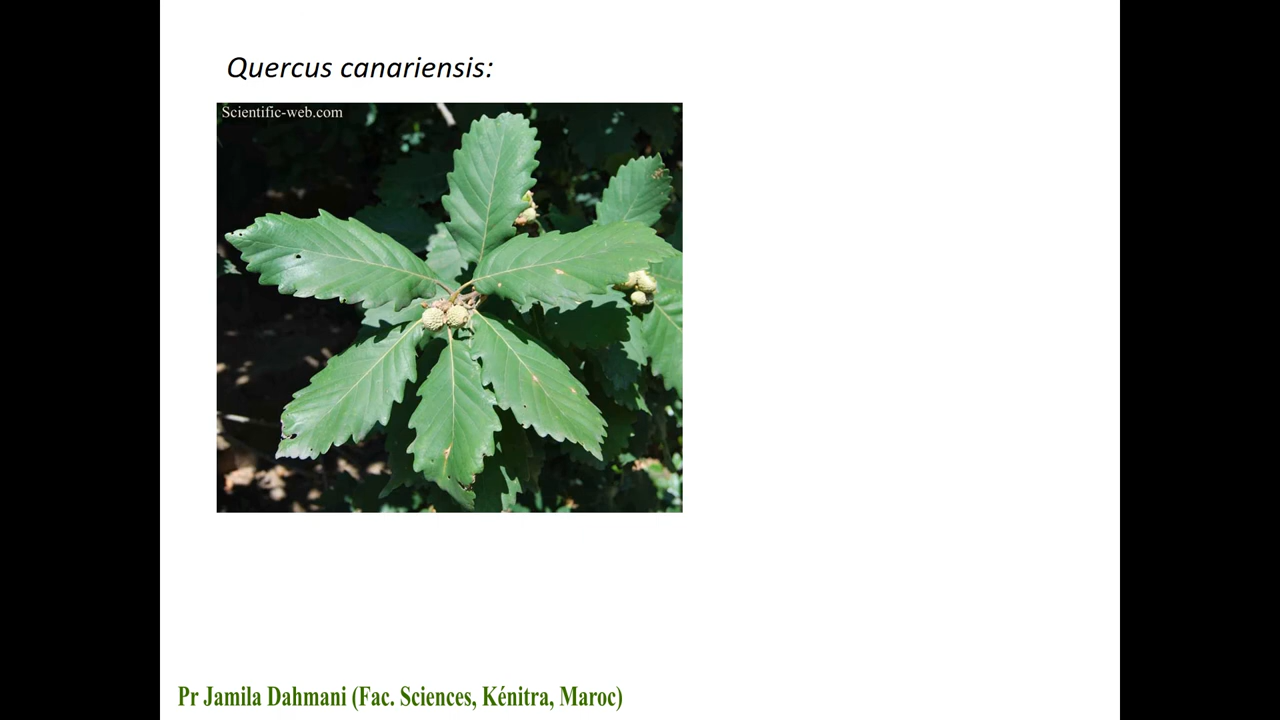 Quercus canariensis:
Scientific-web.com
Pr Jamila Dahmani (Fac. Sciences, Kénitra, Maroc)